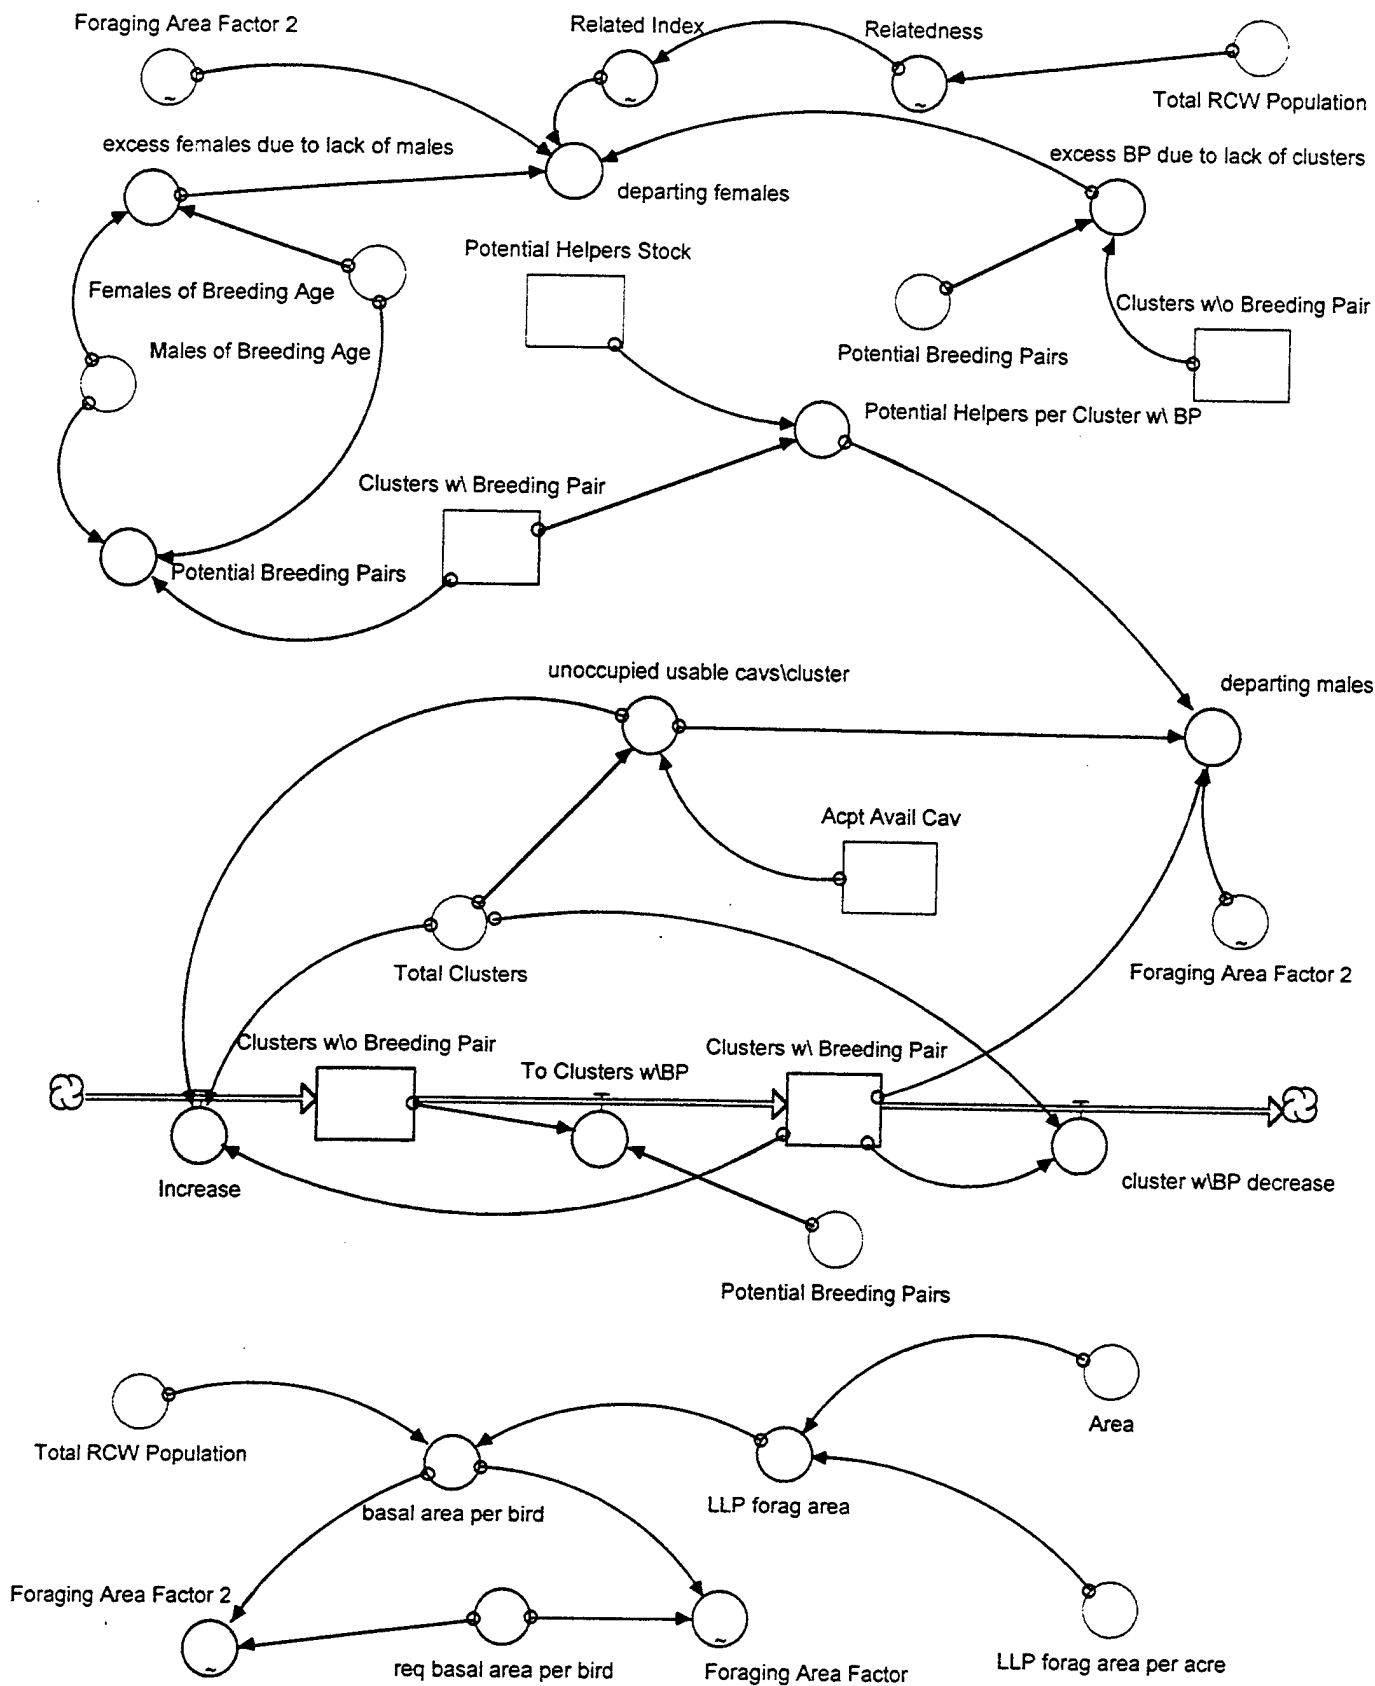 Foraging Area Factor 2
Related Index
Relatedness
Total RCW Population
excess females due to lack of males
excess BP due to lack of clusters
departing females
Potential Helpers Stock
Females of Breeding Age
Clusters w\o Breeding Pair
Males of Breeding Age
Potential Breeding Pairs
Potential Helpers per Cluster w\ BP
Clusters w\ Breeding Pair
Potential Breeding Pairs
unoccupied usable cavs\cluster
departing males
Acpt Avail Cav
Total Clusters
Foraging Area Factor 2
Clusters w\o Breeding Pair
To Clusters w\BP
Clusters w\ Breeding Pair
Increase
cluster w\BP decrease
Potential Breeding Pairs
Area
Total RCW Population
basal area per bird
LLP forag area
Foraging Area Factor 2
req basal area per bird
Foraging Area Factor
LLP forag area per acre